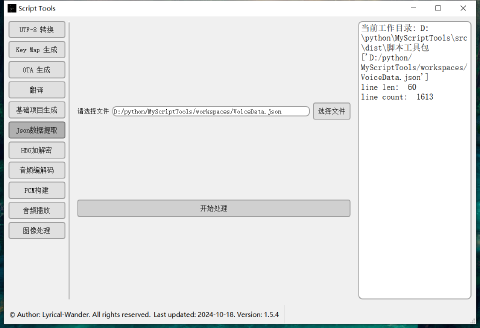 Script Tools
UTF-8 转换
Key Map 生成
OTA 生成
翻译
基础项目生成
Json数据提取
HDG加解密
音频编解码
PCM构建
音频播放
图像处理
请选择文件 D:/python/MyScriptTools/workspaces/VoiceData.json 选择文件
开始处理
当前工作目录: D:
\python\MyScriptTools\src
\dist\脚本工具包
['D:/python/
MyScriptTools/workspaces/
VoiceData.json']
line len:  60
line count:  1613
© Author: Lyrical-Wander. All rights reserved. Last updated: 2024-10-18. Version: 1.5.4